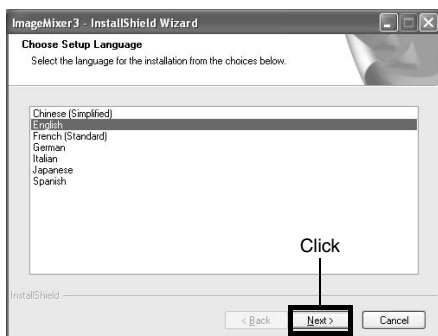 ImageMixer3 - InstallShield Wizard
Choose Setup Language
Select the language for the installation from the choices below.
Chinese (Simplified)
English
French (Standard)
German
Italian
Japanese
Spanish
Click
InstallShield
< Back
Next >
Cancel